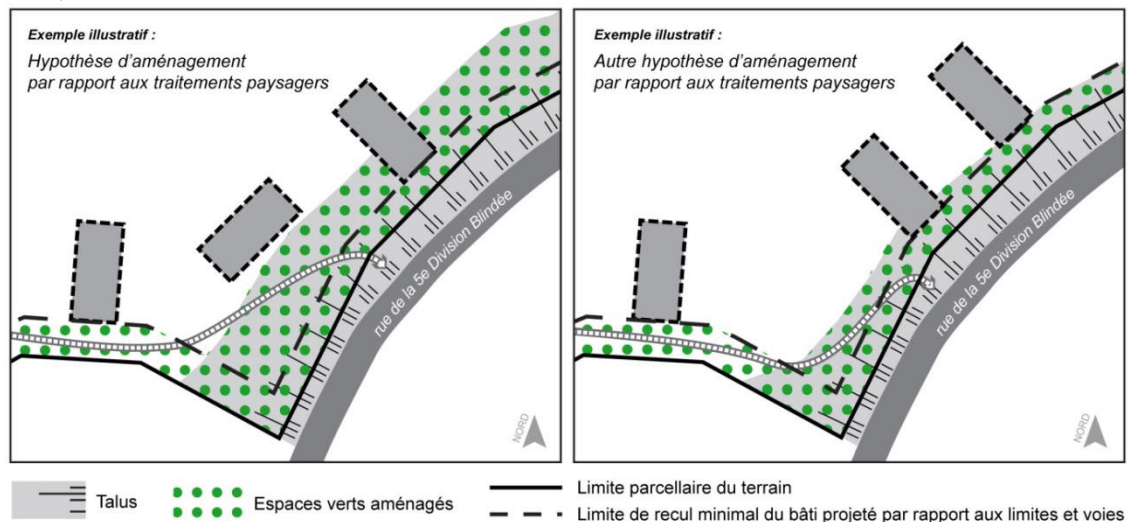 Exemple illustratif :
Hypothèse d'aménagement
par rapport aux traitements paysagers
rue de la 5e Division Blindée
NORD
Exemple illustratif :
Autre hypothèse d'aménagement
par rapport aux traitements paysagers
rue de la 5e Division Blindée
NORD
Talus
Espaces verts aménagés
Limite parcellaire du terrain
Limite de recul minimal du bâti projeté par rapport aux limites et voies